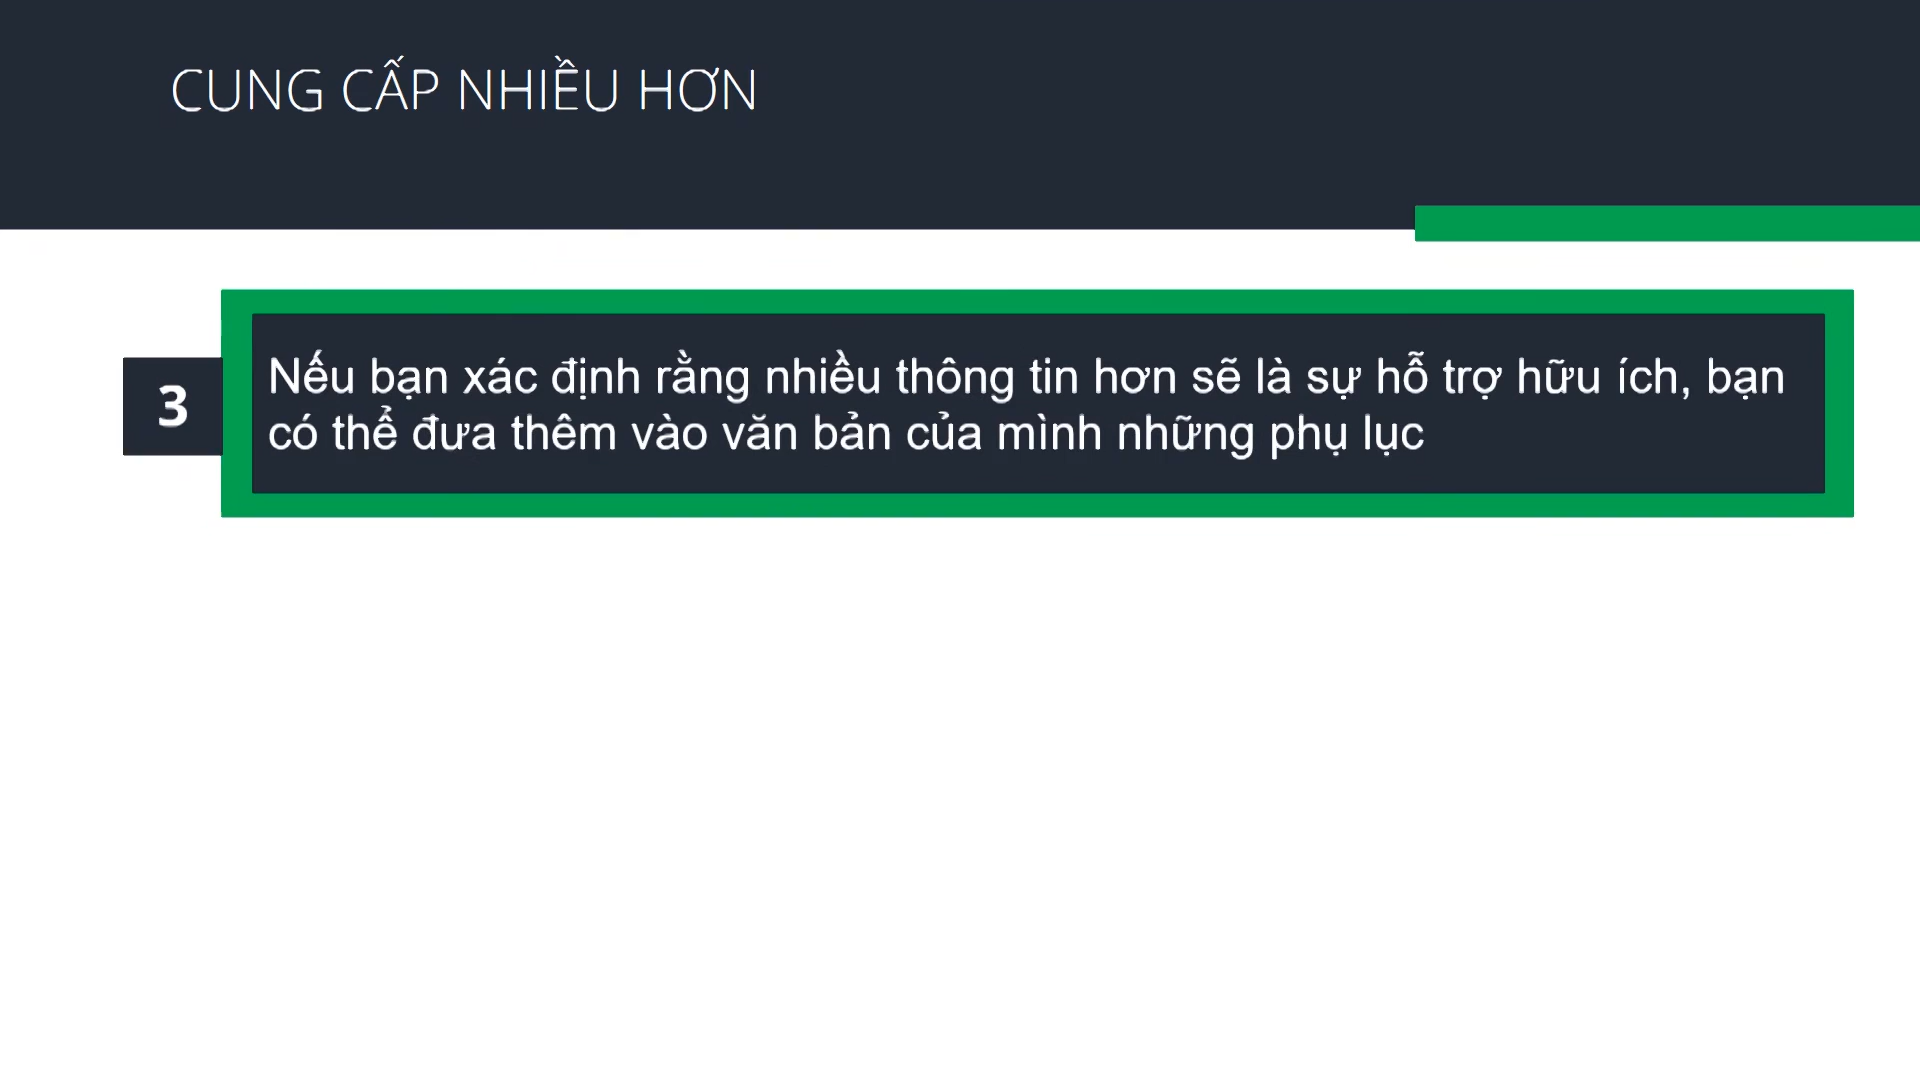 CUNG CẤP NHIỀU HƠN
3
Nếu bạn xác định rằng nhiều thông tin hơn sẽ là sự hỗ trợ hữu ích, bạn
có thể đưa thêm vào văn bản của mình những phụ lục